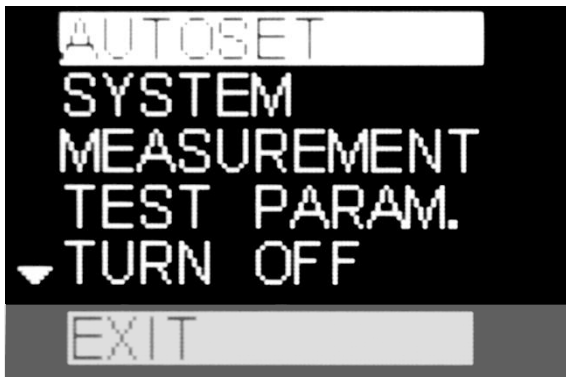 AUTOSET
SYSTEM
MEASUREMENT
TEST PARAM.
TURN OFF
EXIT